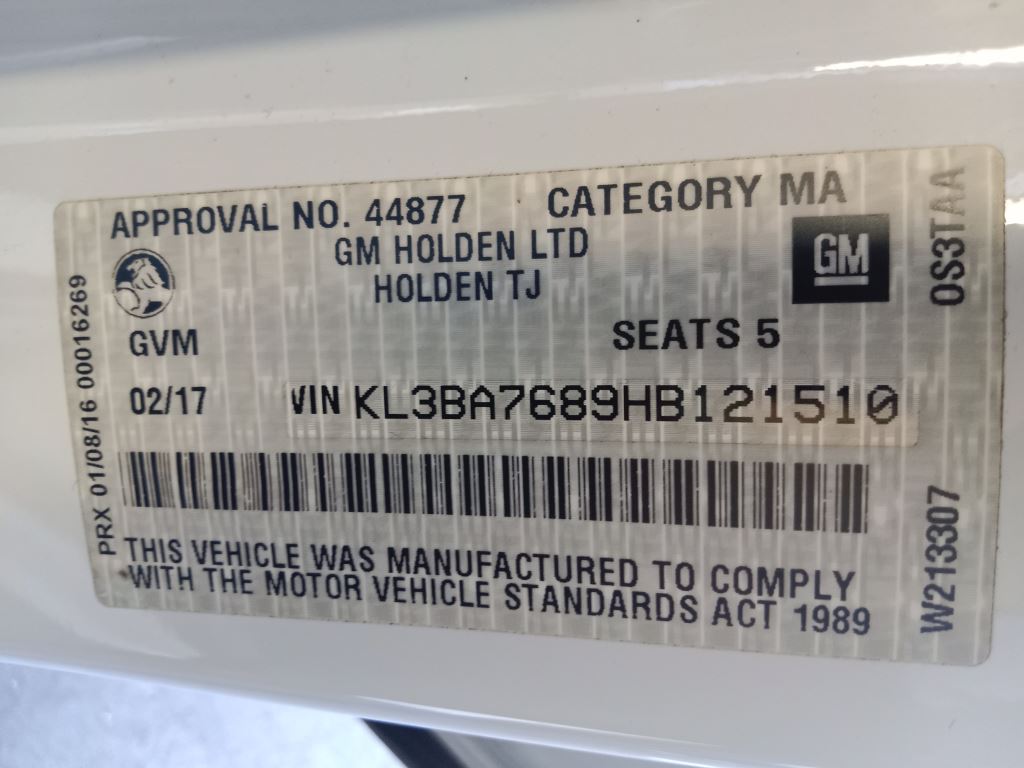 APPROVAL NO. 44877 CATEGORY MA
GM HOLDEN LTD
HOLDEN TJ
GM
GVM SEATS 5
02/17 VIN KL3BA7689HB121510
THIS VEHICLE WAS MANUFACTURED TO COMPLY
WITH THE MOTOR VEHICLE STANDARDS ACT 1989
PRX 01/08/16 00016269
0S3TAA
W213307